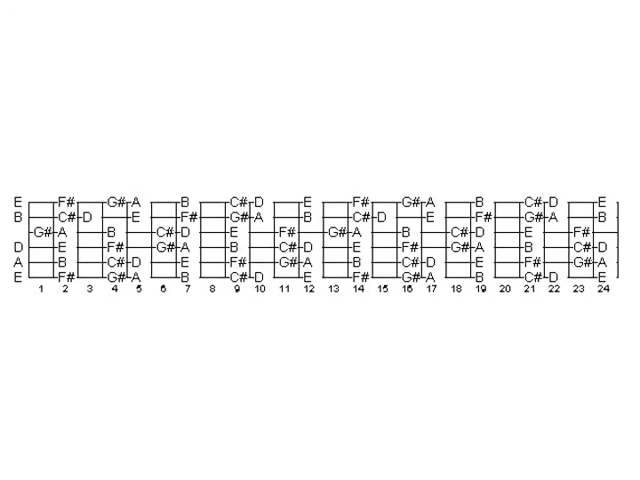 E F# G# A B C# D E F# G# A B C# D E
B C# D E F# G# A B C# D E F# G# A B
G# A B C# D E F# G# A B C# D E F#
D E F# G# A B C# D E F# G# A B C# D
A B C# D E F# G# A B C# D E F# G# A
E F# G# A B C# D E F# G# A B C# D E
1 2 3 4 5 6 7 8 9 10 11 12 13 14 15 16 17 18 19 20 21 22 23 24